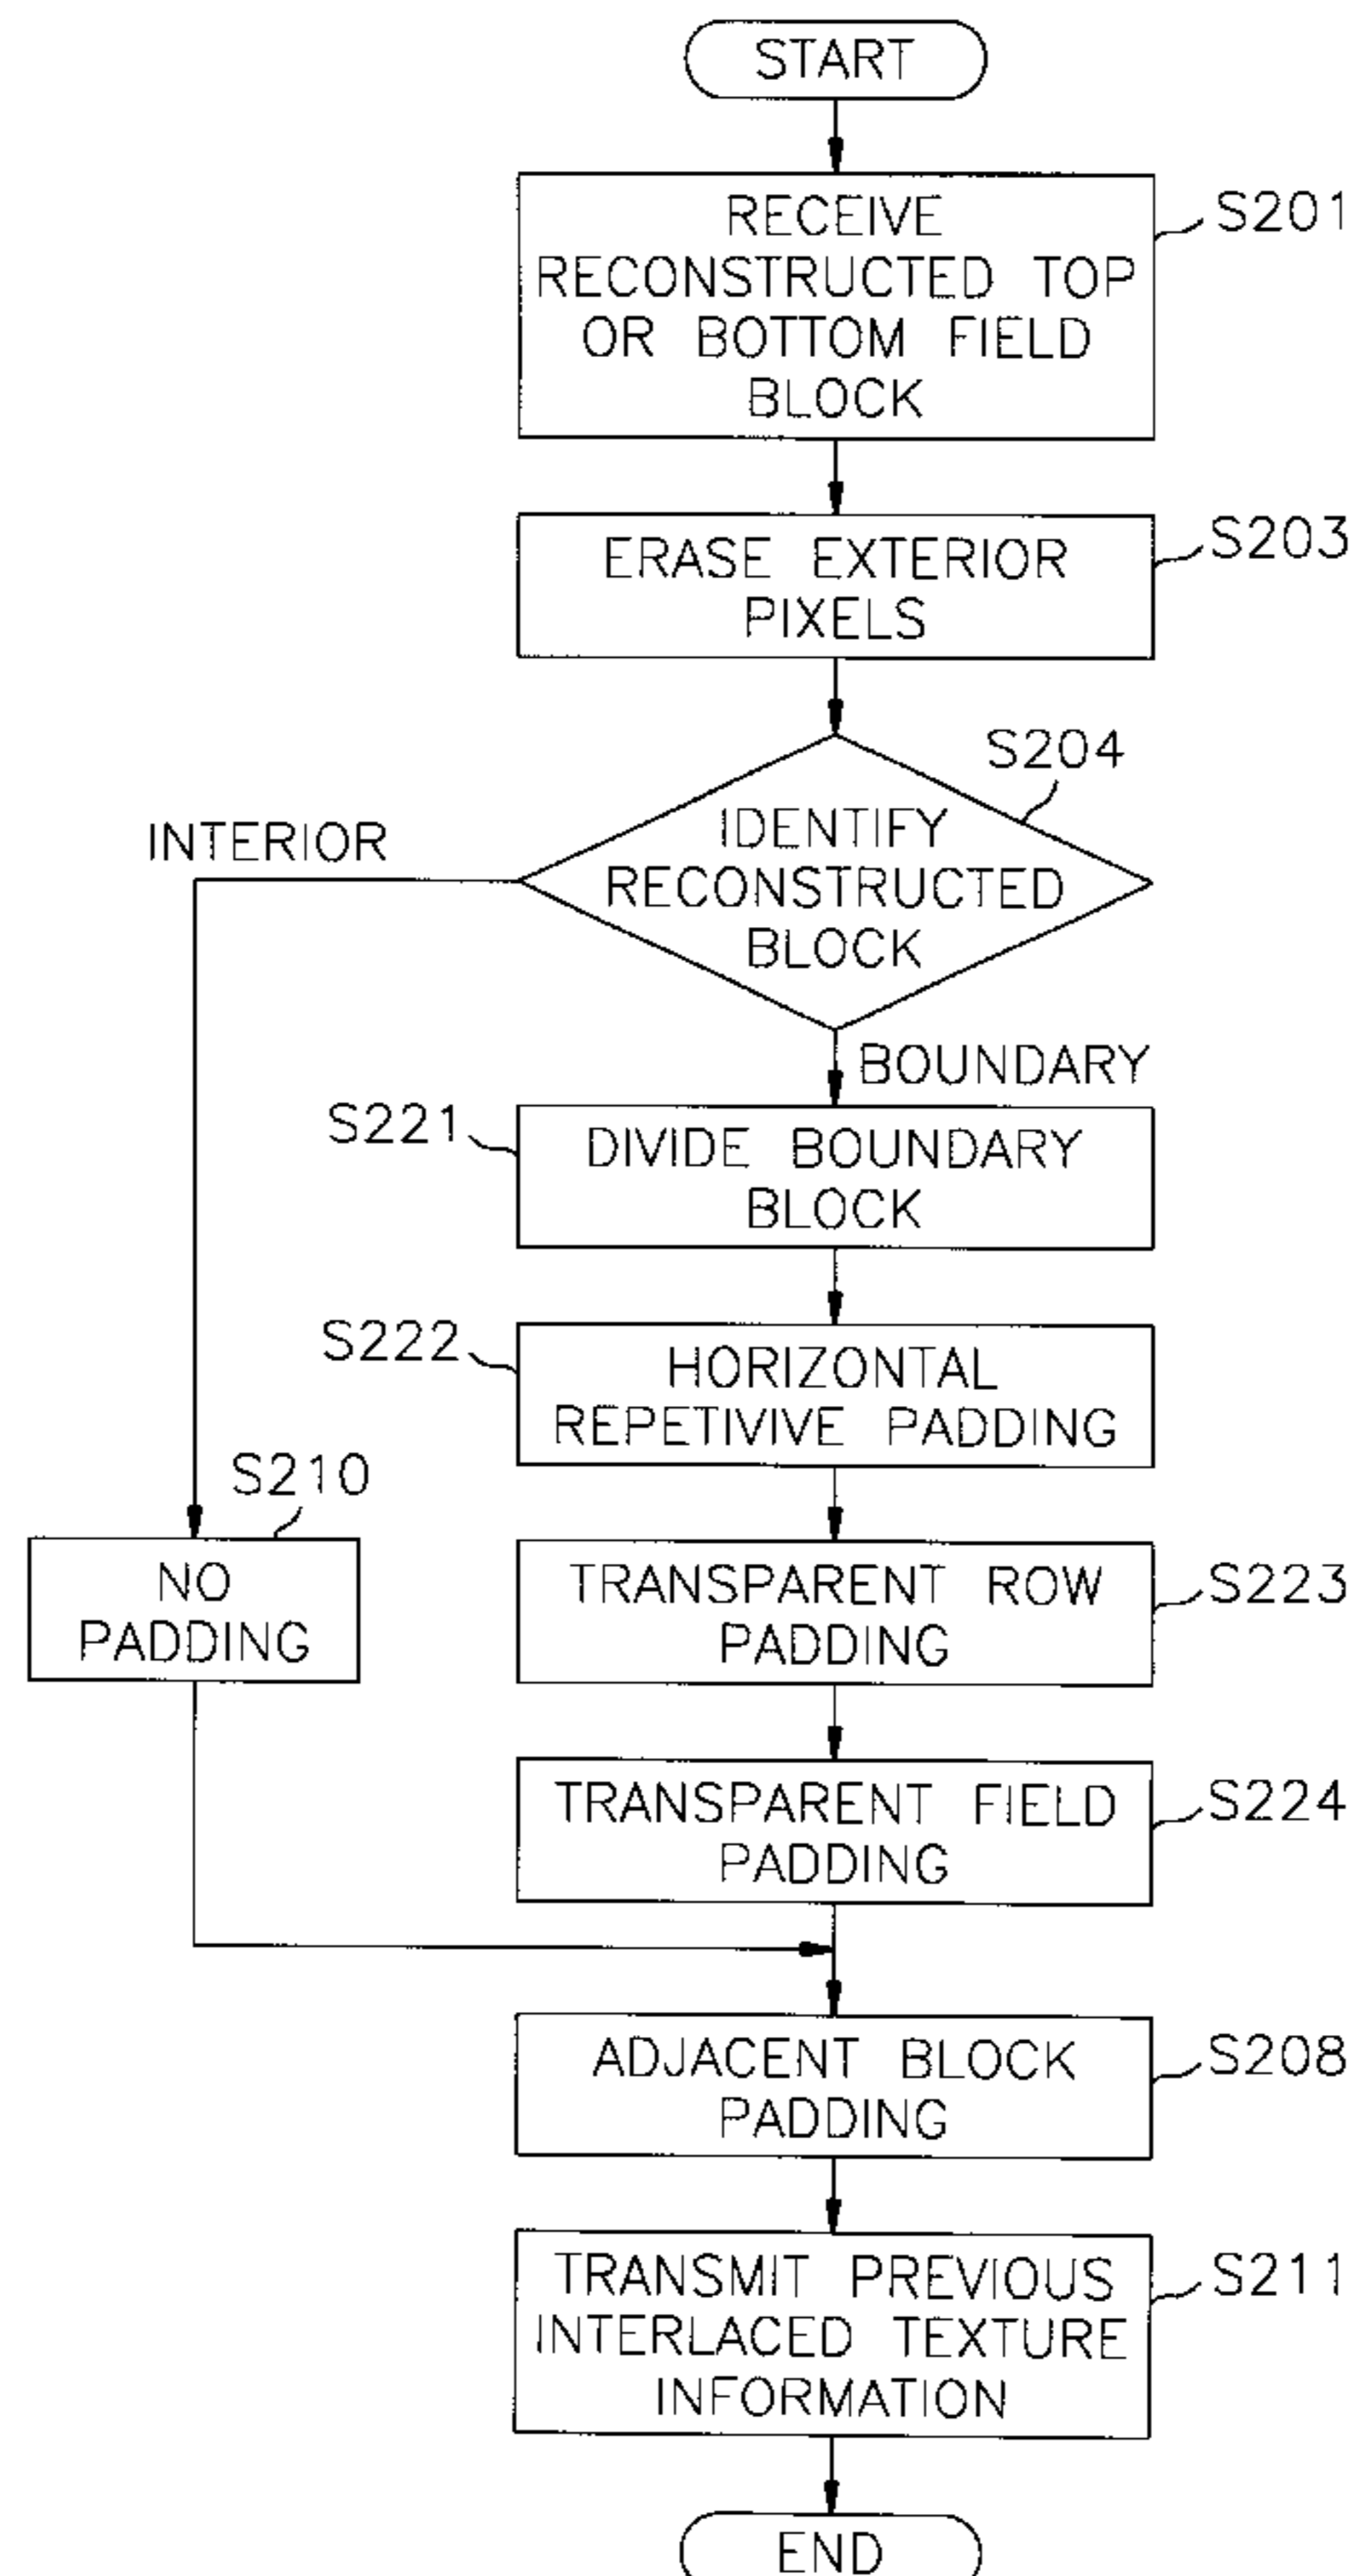 START
RECEIVE
RECONSTRUCTED TOP
OR BOTTOM FIELD
BLOCK
S201
ERASE EXTERIOR
PIXELS
S203
S204
IDENTIFY
RECONSTRUCTED
BLOCK
INTERIOR
BOUNDARY
S221
DIVIDE BOUNDARY
BLOCK
S222
HORIZONTAL
REPETIVIVE PADDING
S210
NO
PADDING
TRANSPARENT ROW
PADDING
S223
TRANSPARENT FIELD
PADDING
S224
ADJACENT BLOCK
PADDING
S208
TRANSMIT PREVIOUS
INTERLACED TEXTURE
INFORMATION
S211
END